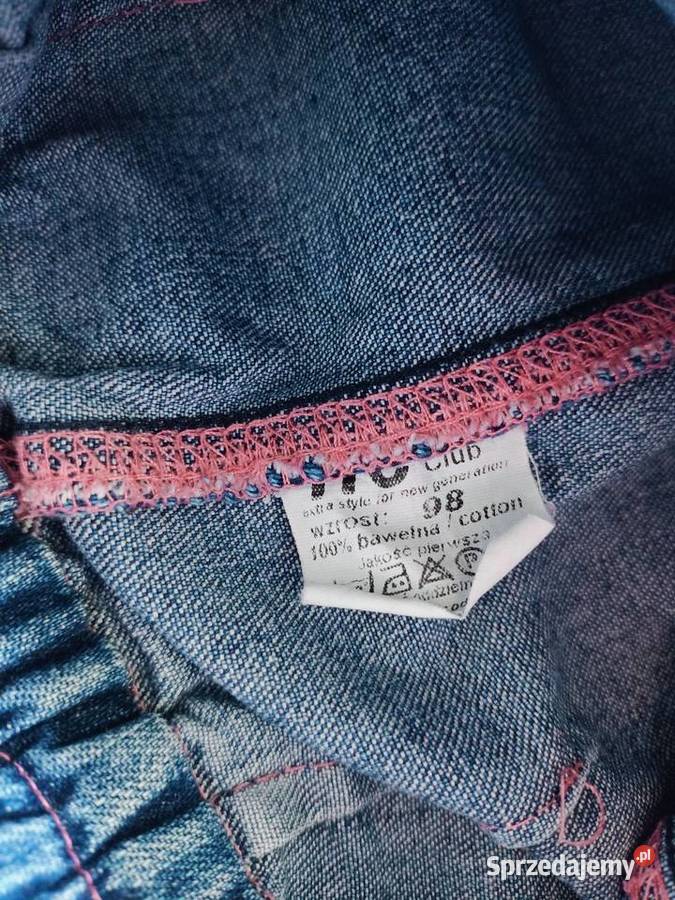 Club
extra style for new generation
wzrost: 98
100% bawełna / cotton
Jakość pierwsza
Sprzedajemy.pl